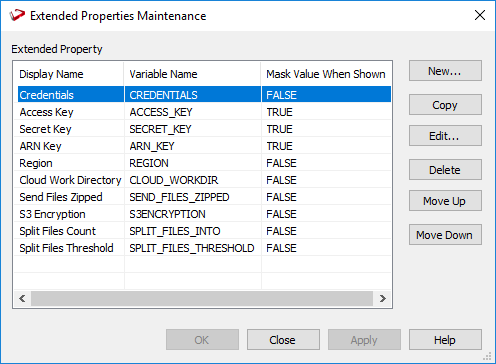 Extended Properties Maintenance
Extended Property
Display Name Variable Name Mask Value When Shown
Credentials CREDENTIALS FALSE
Access Key ACCESS_KEY TRUE
Secret Key SECRET_KEY TRUE
ARN Key ARN_KEY TRUE
Region REGION FALSE
Cloud Work Directory CLOUD_WORKDIR FALSE
Send Files Zipped SEND_FILES_ZIPPED FALSE
S3 Encryption S3ENCRYPTION FALSE
Split Files Count SPLIT_FILES_INTO FALSE
Split Files Threshold SPLIT_FILES_THRESHOLD FALSE
New...
Copy
Edit...
Delete
Move Up
Move Down
OK Close Apply Help